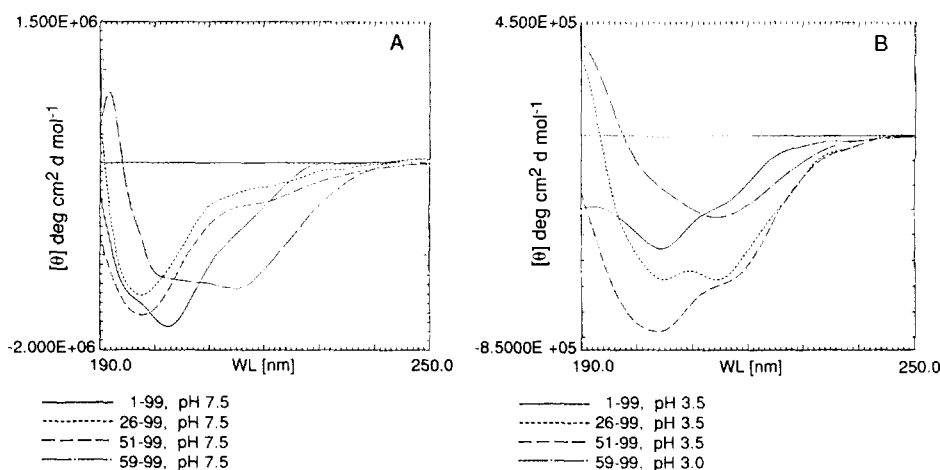 1.500E+06
A
[θ] deg cm2 d mol-1
-2.000E+06
190.0
WL [nm]
250.0
1-99, pH 7.5
26-99, pH 7.5
51-99, pH 7.5
59-99, pH 7.5
4.500E + 05
B
[θ] deg cm2 d mol-1
-8.5000E +05
190.0
WL [nm]
250.0
1-99, pH 3.5
26-99, pH 3.5
51-99, pH 3.5
59-99, pH 3.0